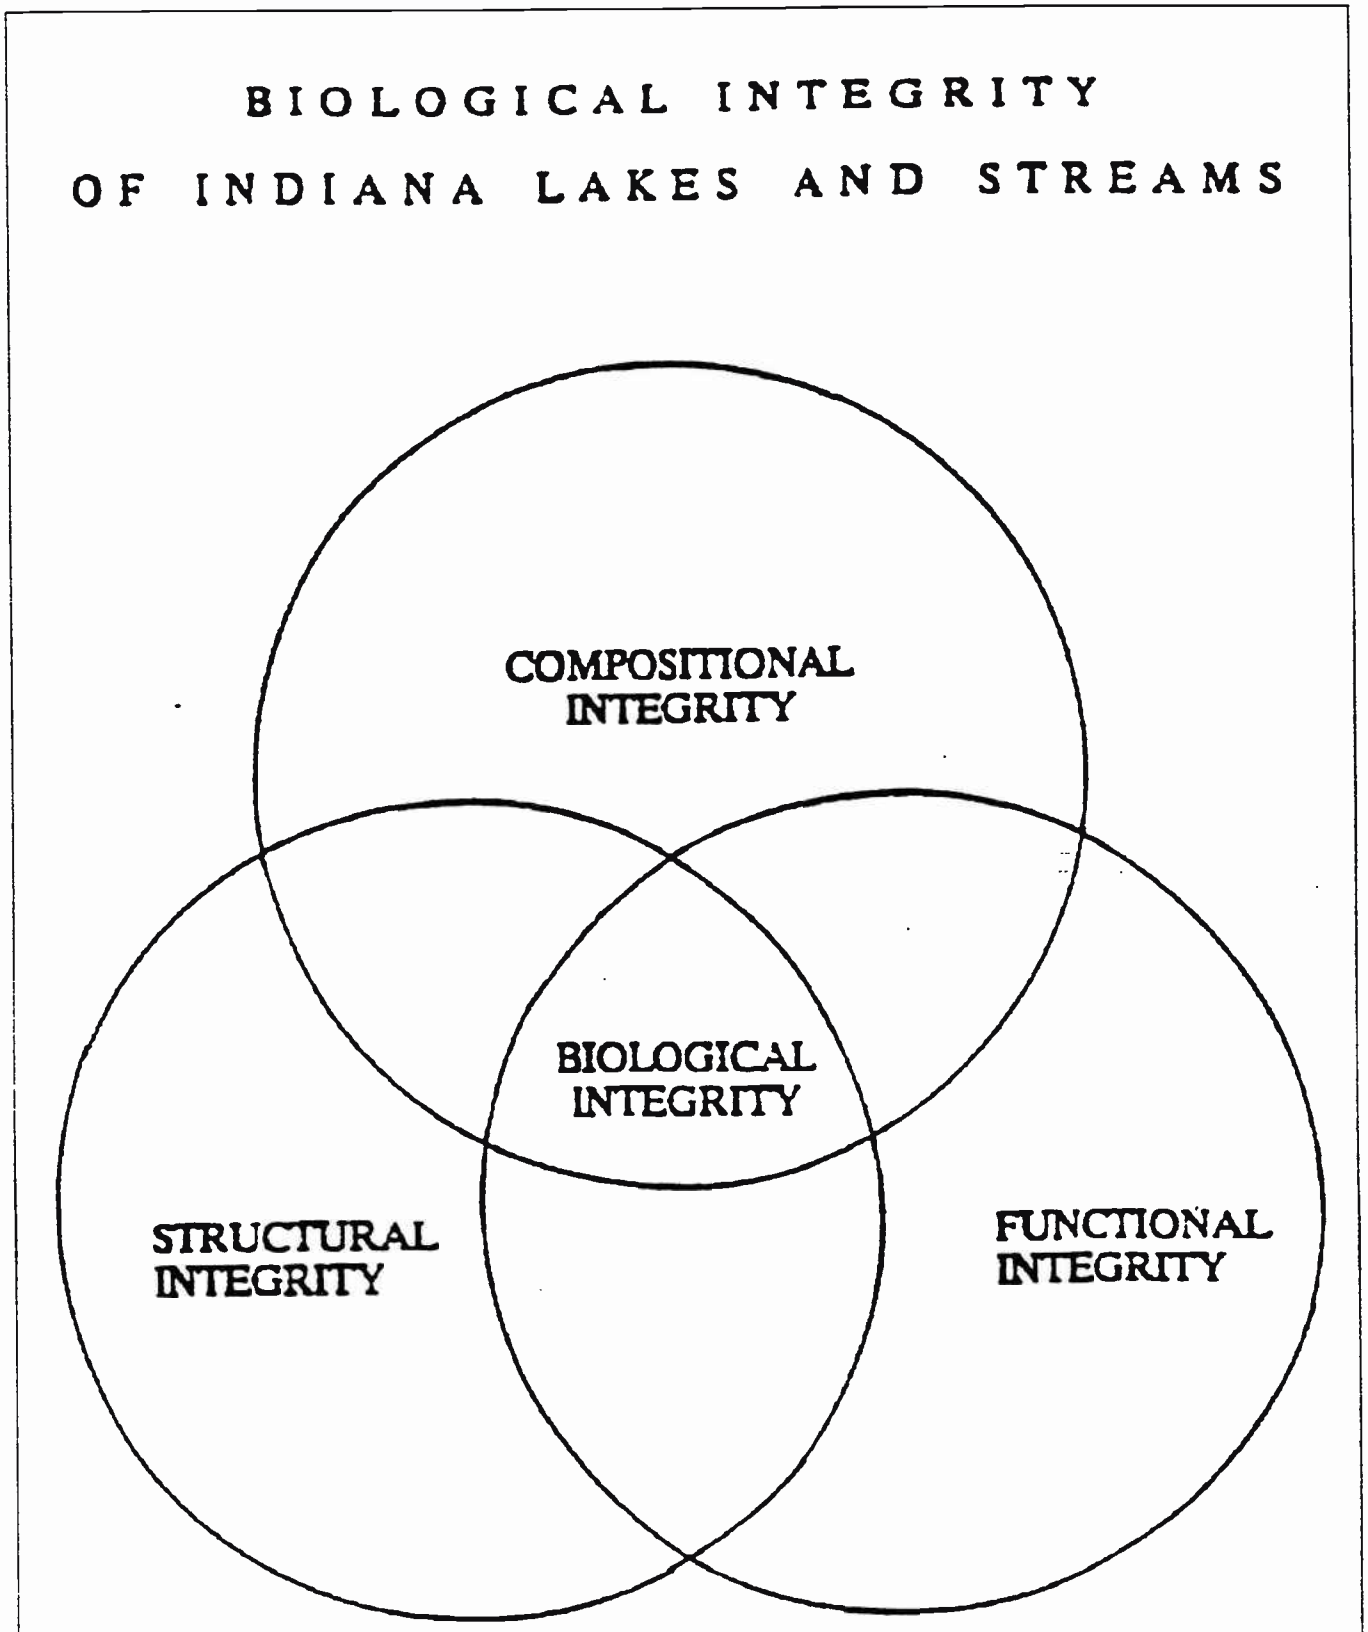 BIOLOGICAL INTEGRITY
OF INDIANA LAKES AND STREAMS
COMPOSITIONAL
INTEGRITY
BIOLOGICAL
INTEGRITY
STRUCTURAL
INTEGRITY
FUNCTIONAL
INTEGRITY